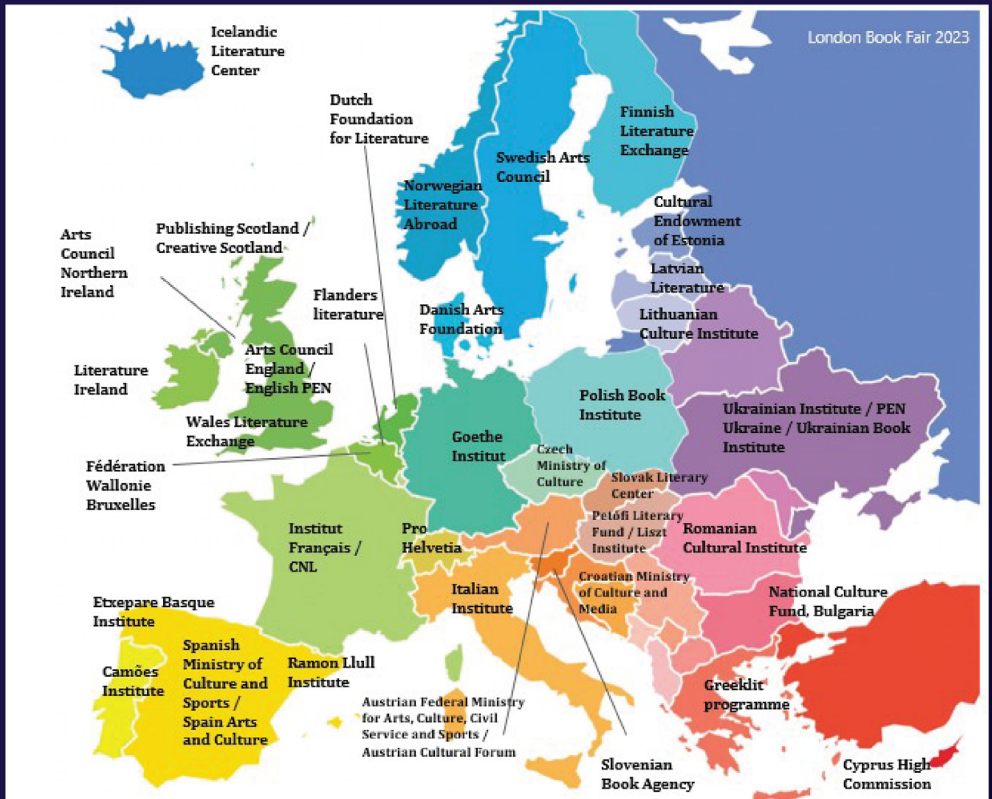 London Book Fair 2023
Icelandic
Literature
Center
Dutch
Foundation
for Literature
Finnish
Literature
Exchange
Swedish Arts
Council
Norwegian
Literature
Abroad
Cultural
Endowment
of Estonia
Publishing Scotland /
Creative Scotland
Arts
Council
Northern
Ireland
Latvian
Literature
Flanders
literature
Danish Arts
Foundation
Lithuanian
Culture Institute
Arts Council
England /
English PEN
Literature
Ireland
Polish Book
Institute
Ukrainian Institute / PEN
Ukraine / Ukrainian Book
Institute
Wales Literature
Exchange
Goethe
Institut
Czech
Ministry of
Culture
Fédération
Wallonie
Bruxelles
Slovak Literary
Center
Petőfi Literary
Fund / Liszt
Institute
Institut
Français /
CNL
Pro
Helvetia
Romanian
Cultural Institute
Croatian Ministry
of Culture and
Media
Italian
Institute
National Culture
Fund, Bulgaria
Etxepare Basque
Institute
Spanish
Ministry of
Culture and
Sports /
Spain Arts
and Culture
Ramon Llull
Institute
Camões
Institute
Greeklit
programme
Austrian Federal Ministry
for Arts, Culture, Civil
Service and Sports /
Austrian Cultural Forum
Slovenian
Book Agency
Cyprus High
Commission